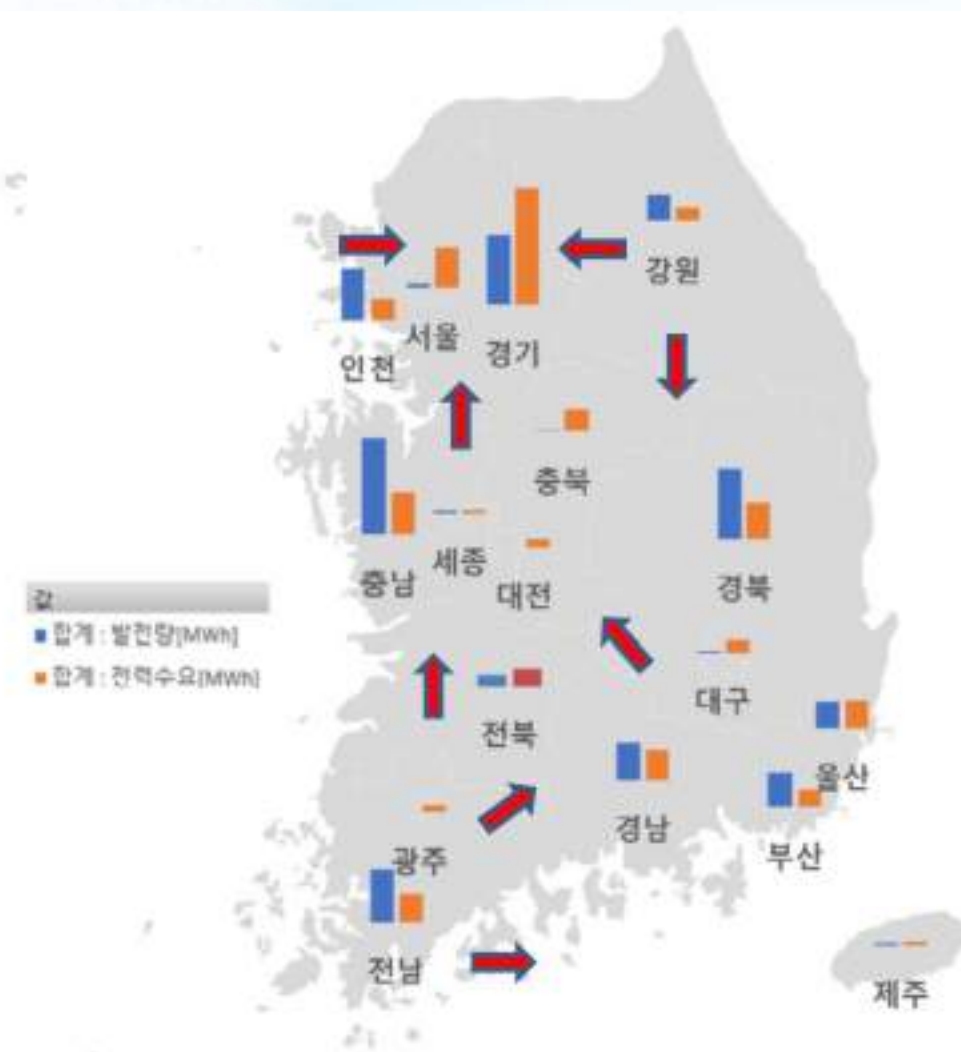 강원
서울
경기
인천
충북
세종
충남
대전
경북
값
합계 : 발전량[MWh]
합계 : 전력수요[MWh]
대구
전북
울산
경남
부산
광주
전남
제주